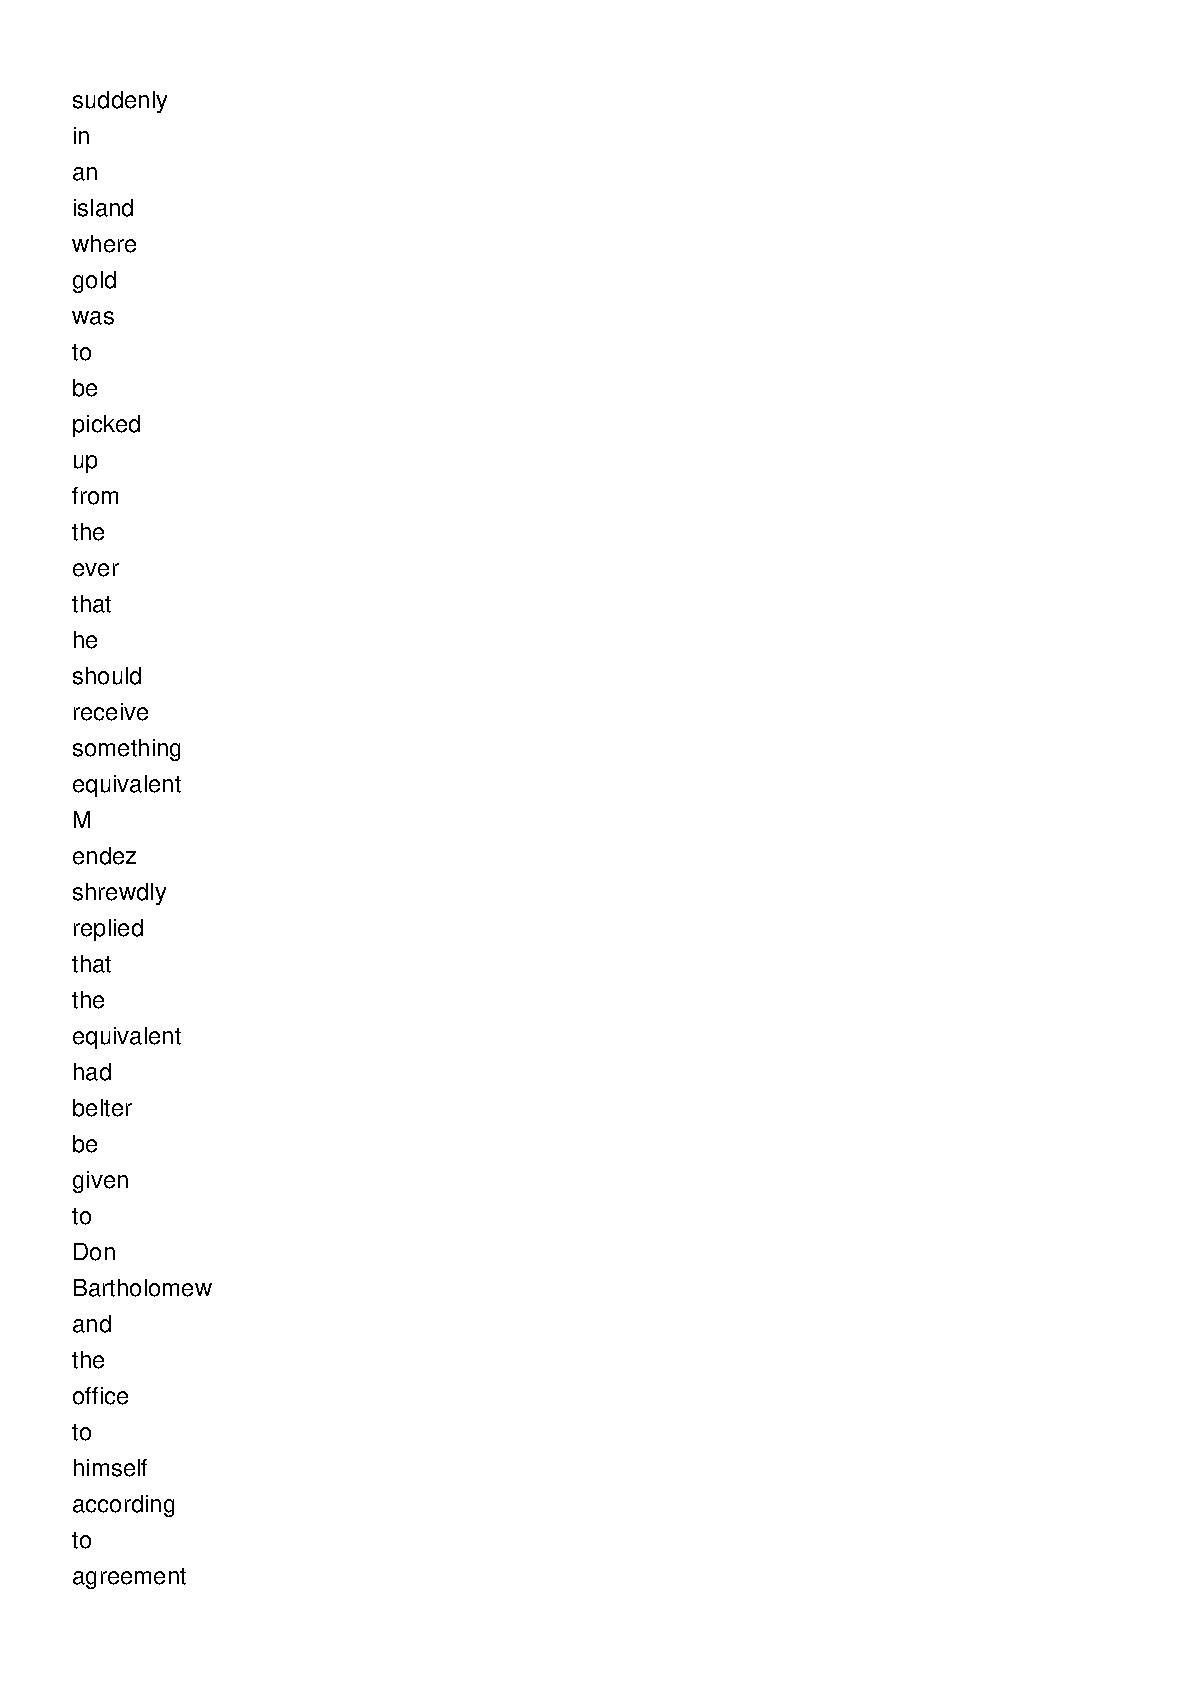 suddenly
in
an
island
where
gold
was
to
be
picked
up
from
the
ever
that
he
should
receive
something
equivalent
M
endez
shrewdly
replied
that
the
equivalent
had
belter
be
given
to
Don
Bartholomew
and
the
office
to
himself
according
to
agreement